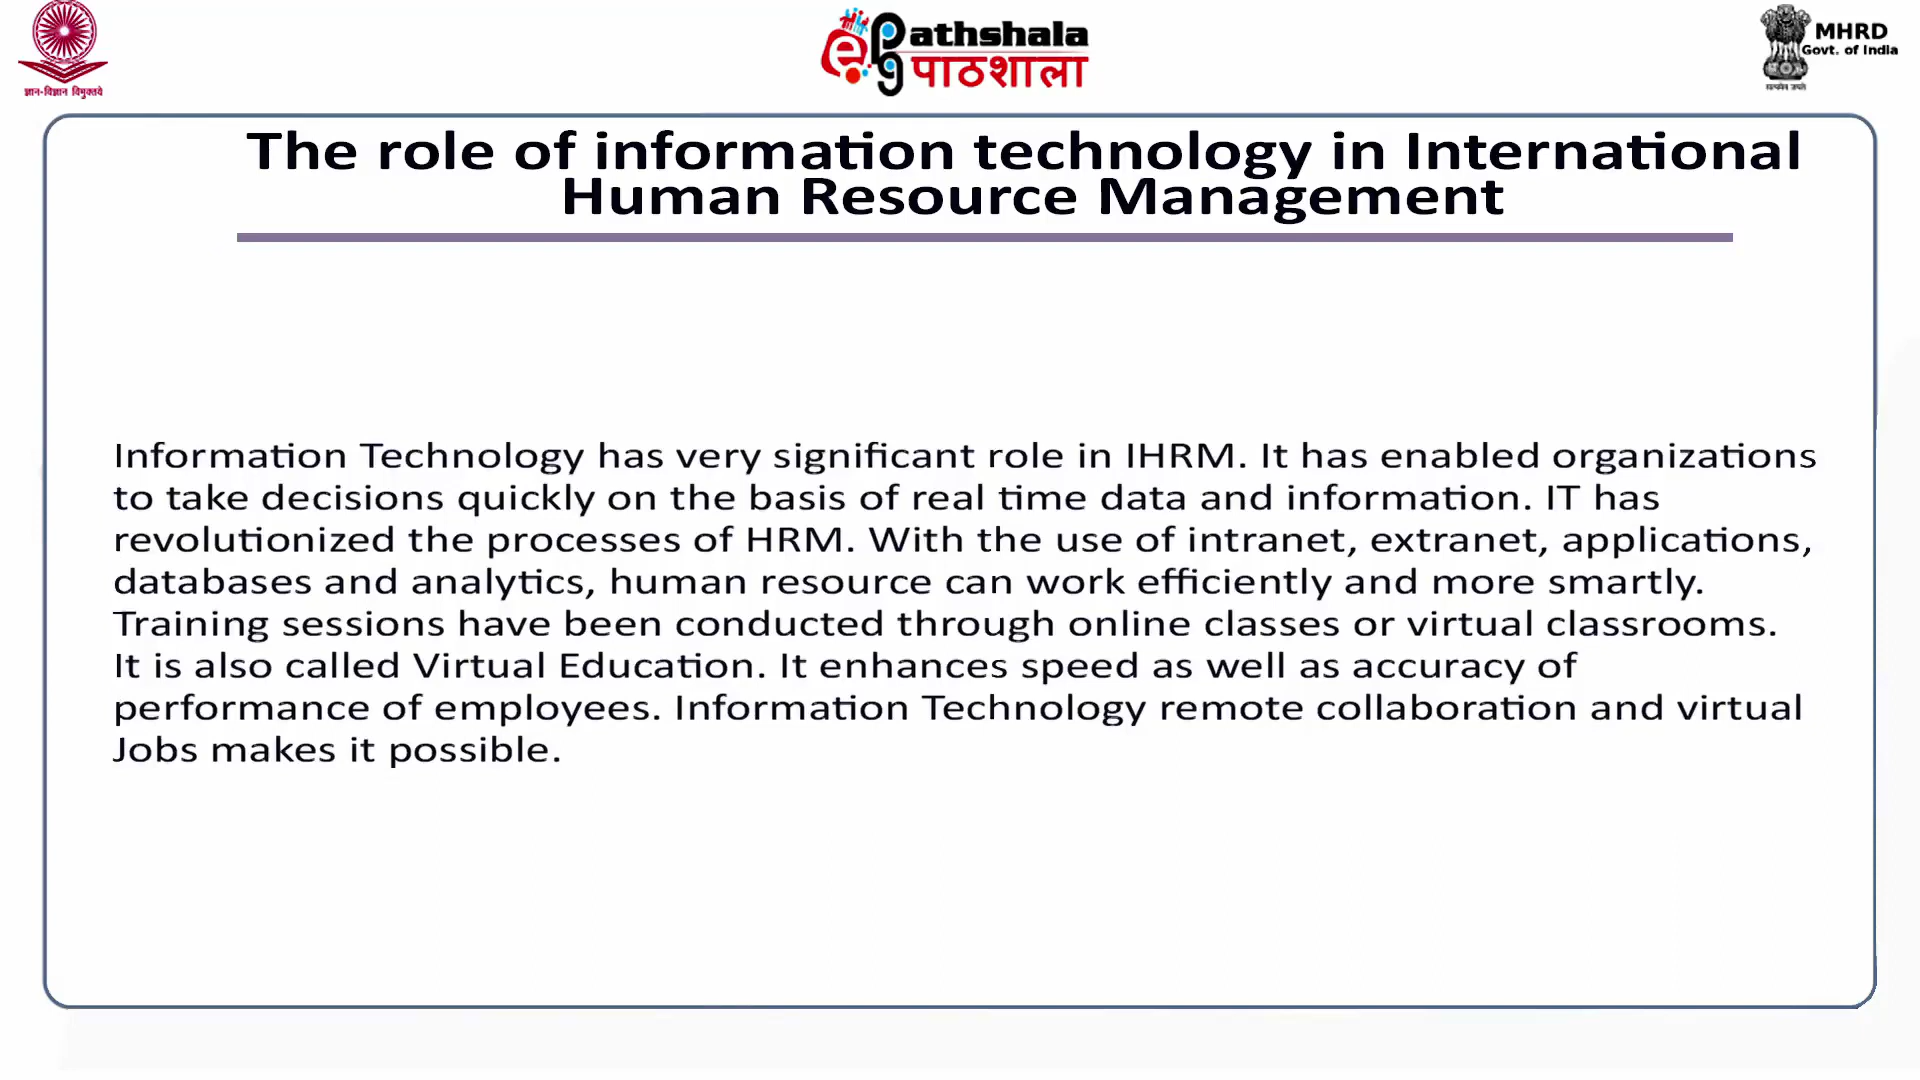 ज्ञान-विज्ञान विमुक्तये
ePathshala
पाठशाला
MHRD
Govt. of India
सत्यमेव जयते
The role of information technology in International
Human Resource Management
Information Technology has very significant role in IHRM. It has enabled organizations
to take decisions quickly on the basis of real time data and information. IT has
revolutionized the processes of HRM. With the use of intranet, extranet, applications,
databases and analytics, human resource can work efficiently and more smartly.
Training sessions have been conducted through online classes or virtual classrooms.
It is also called Virtual Education. It enhances speed as well as accuracy of
performance of employees. Information Technology remote collaboration and virtual
Jobs makes it possible.